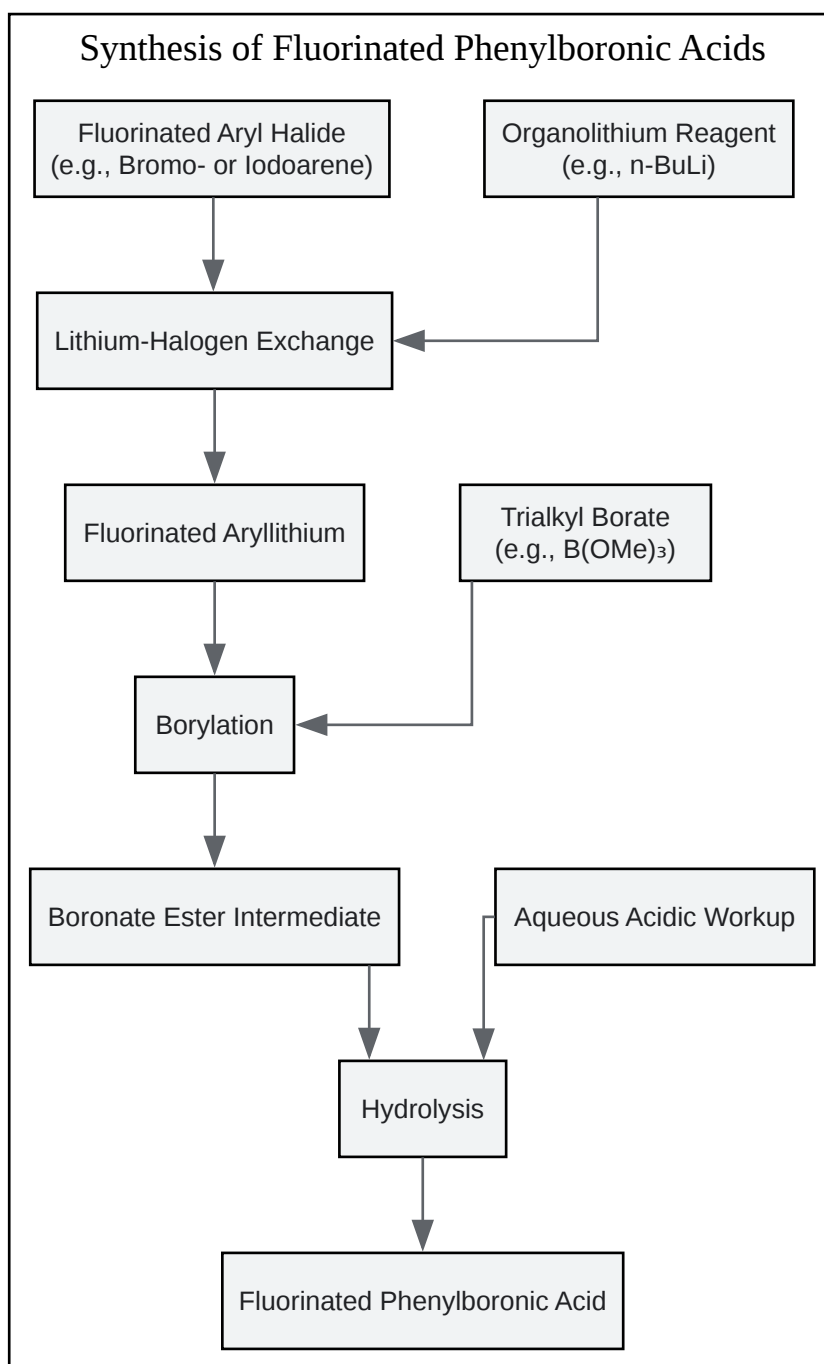 Synthesis of Fluorinated Phenylboronic Acids
Fluorinated Aryl Halide
(e.g., Bromo- or Iodoarene)
Organolithium Reagent
(e.g., n-BuLi)
Lithium-Halogen Exchange
Fluorinated Aryllithium
Trialkyl Borate
(e.g., B(OMe)₃)
Borylation
Boronate Ester Intermediate
Aqueous Acidic Workup
Hydrolysis
Fluorinated Phenylboronic Acid